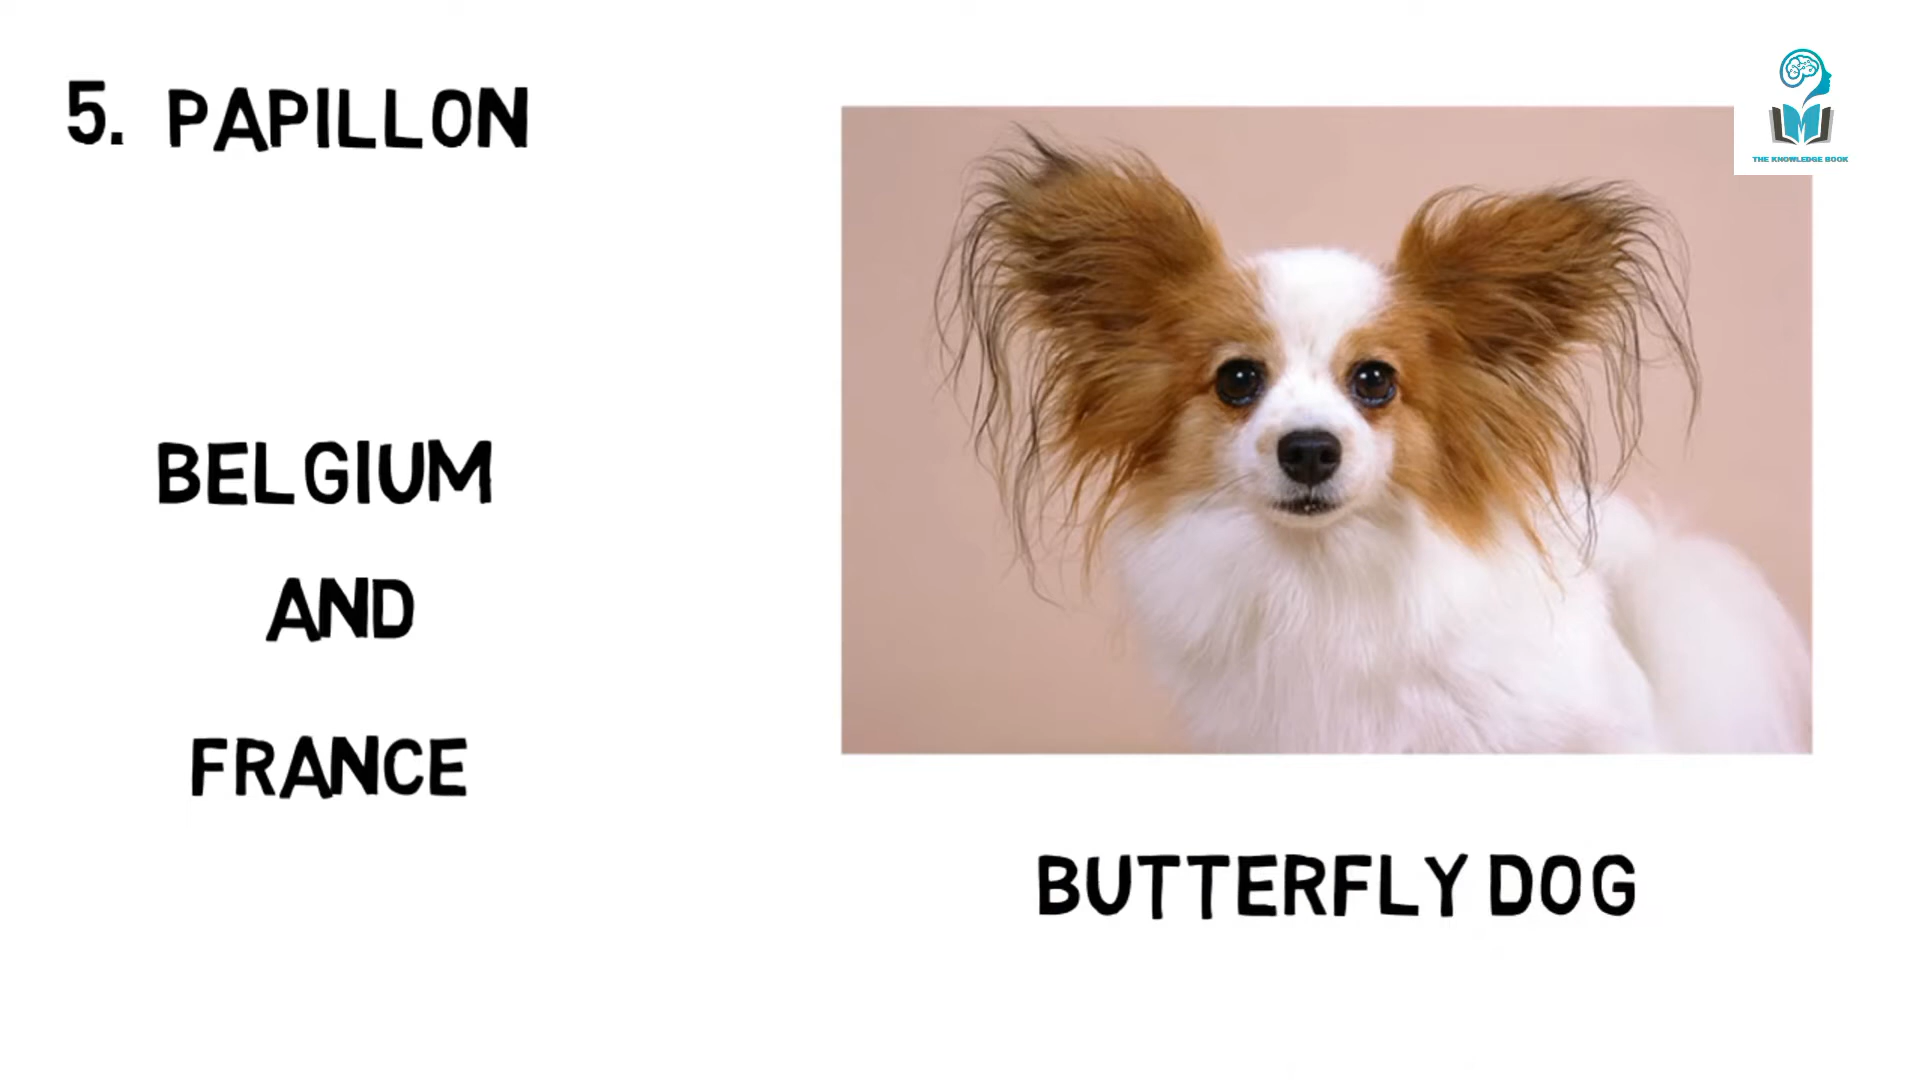 5. PAPILLON
THE KNOWLEDGE BOOK
BELGIUM
AND
FRANCE
BUTTERFLY DOG